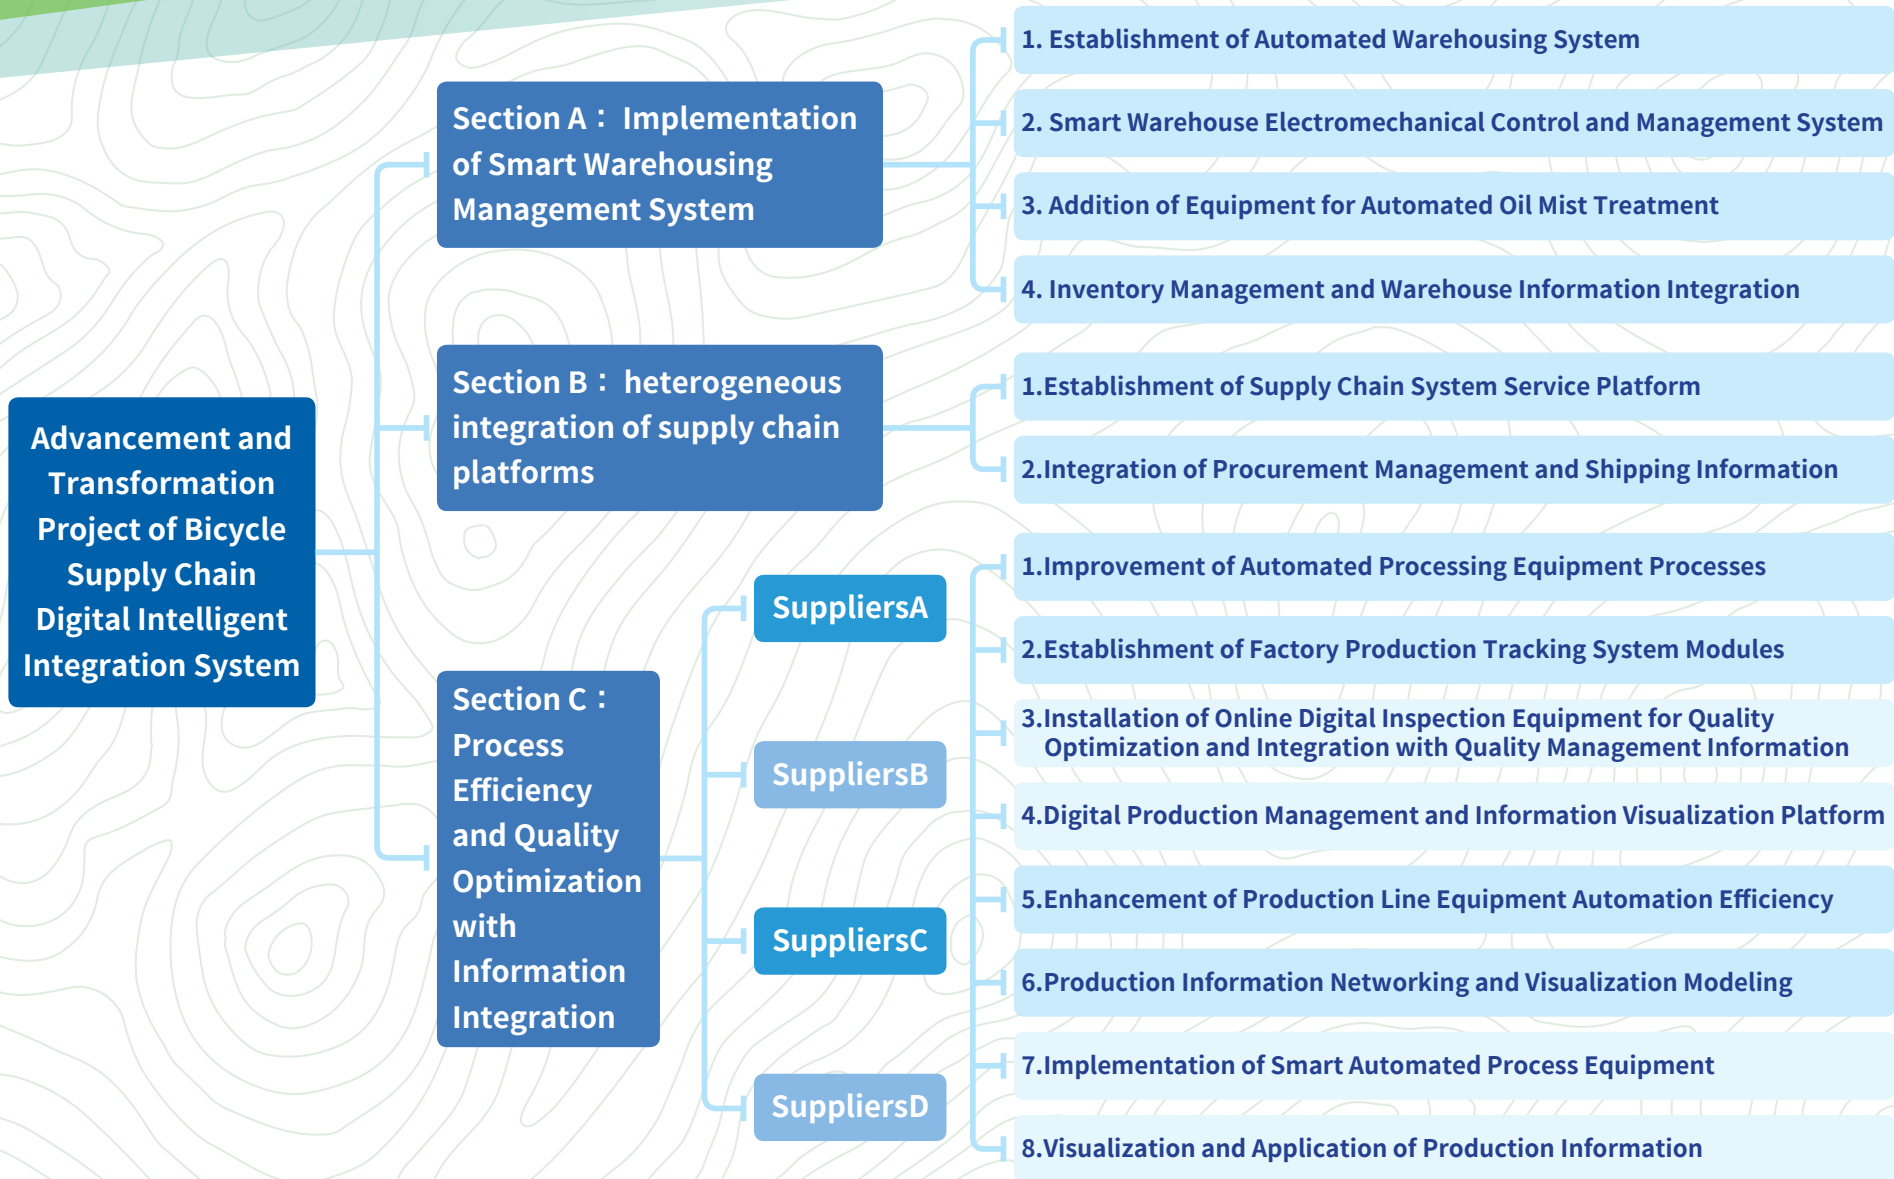 Advancement and
Transformation
Project of Bicycle
Supply Chain
Digital Intelligent
Integration System
Section A： Implementation
of Smart Warehousing
Management System
1. Establishment of Automated Warehousing System
2. Smart Warehouse Electromechanical Control and Management System
3. Addition of Equipment for Automated Oil Mist Treatment
4. Inventory Management and Warehouse Information Integration
Section B： heterogeneous
integration of supply chain
platforms
1.Establishment of Supply Chain System Service Platform
2.Integration of Procurement Management and Shipping Information
Section C：
Process
Efficiency
and Quality
Optimization
with
Information
Integration
SuppliersA
SuppliersB
SuppliersC
SuppliersD
1.Improvement of Automated Processing Equipment Processes
2.Establishment of Factory Production Tracking System Modules
3.Installation of Online Digital Inspection Equipment for Quality
Optimization and Integration with Quality Management Information
4.Digital Production Management and Information Visualization Platform
5.Enhancement of Production Line Equipment Automation Efficiency
6.Production Information Networking and Visualization Modeling
7.Implementation of Smart Automated Process Equipment
8.Visualization and Application of Production Information